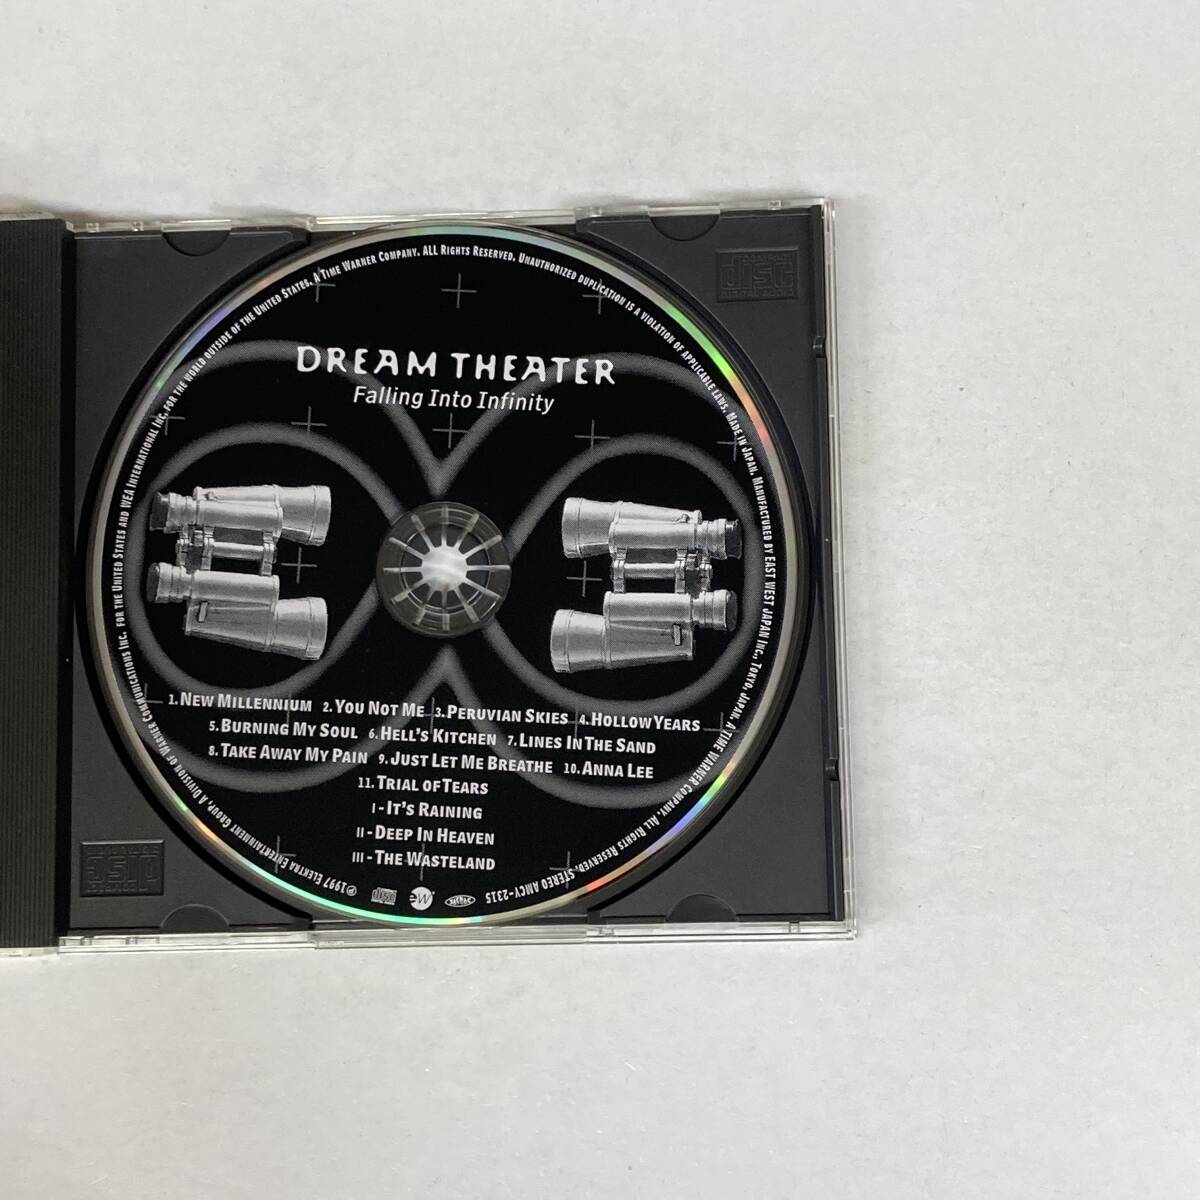 DREAM THEATER
Falling Into Infinity
1. NEW MILLENNIUM 2. YOU NOT ME 3. PERUVIAN SKIES 4. HOLLOW YEARS
5. BURNING MY SOUL 6. HELL'S KITCHEN 7. LINES IN THE SAND
8. TAKE AWAY MY PAIN 9. JUST LET ME BREATHE 10. ANNA LEE
11. TRIAL OF TEARS
I - IT'S RAINING
II - DEEP IN HEAVEN
III - THE WASTELAND
℗ 1997 ELEKTRA ENTERTAINMENT GROUP, A DIVISION OF WARNER COMMUNICATIONS INC. FOR THE UNITED STATES AND WEA INTERNATIONAL INC. FOR THE WORLD OUTSIDE OF THE UNITED STATES. A TIME WARNER COMPANY. ALL RIGHTS RESERVED. UNAUTHORIZED DUPLICATION IS A VIOLATION OF APPLICABLE LAWS. MADE IN JAPAN. MANUFACTURED BY EAST WEST JAPAN INC., TOKYO, JAPAN. A TIME WARNER COMPANY. ALL RIGHTS RESERVED. STEREO AMCY-2315
disc
ew
disc
disc